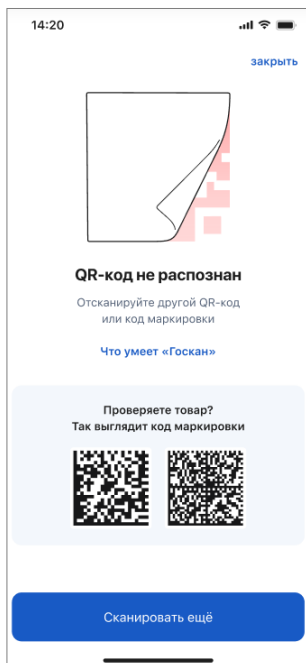 14:20
закрыть
QR-код не распознан
Отсканируйте другой QR-код
или код маркировки
Что умеет «Госкан»
Проверяете товар?
Так выглядит код маркировки
Сканировать ещё